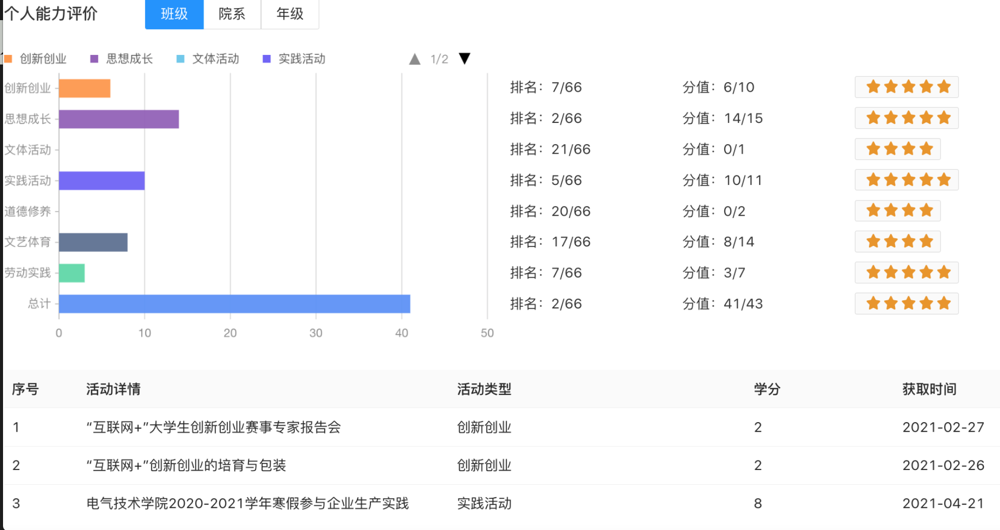 个人能力评价 班级 院系 年级
创新创业 思想成长 文体活动 实践活动 1/2
创新创业 排名：7/66 分值：6/10
思想成长 排名：2/66 分值：14/15
文体活动 排名：21/66 分值：0/1
实践活动 排名：5/66 分值：10/11
道德修养 排名：20/66 分值：0/2
文艺体育 排名：17/66 分值：8/14
劳动实践 排名：7/66 分值：3/7
总计 排名：2/66 分值：41/43
0 10 20 30 40 50
序号 活动详情 活动类型 学分 获取时间
1 “互联网+”大学生创新创业赛事专家报告会 创新创业 2 2021-02-27
2 “互联网+”创新创业的培育与包装 创新创业 2 2021-02-26
3 电气技术学院2020-2021学年寒假参与企业生产实践 实践活动 8 2021-04-21